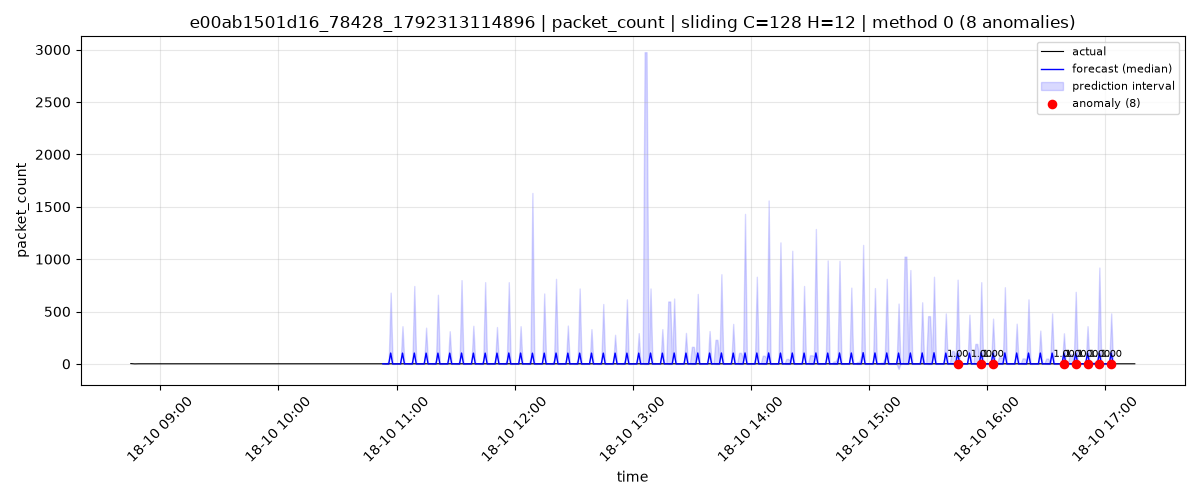 e00ab1501d16_78428_1792313114896 | packet_count | sliding C=128 H=12 | method 0 (8 anomalies)
actual
forecast (median)
prediction interval
anomaly (8)
packet_count
3000
2500
2000
1500
1000
500
0
18-10 09:00
18-10 10:00
18-10 11:00
18-10 12:00
18-10 13:00
18-10 14:00
18-10 15:00
18-10 16:00
18-10 17:00
time